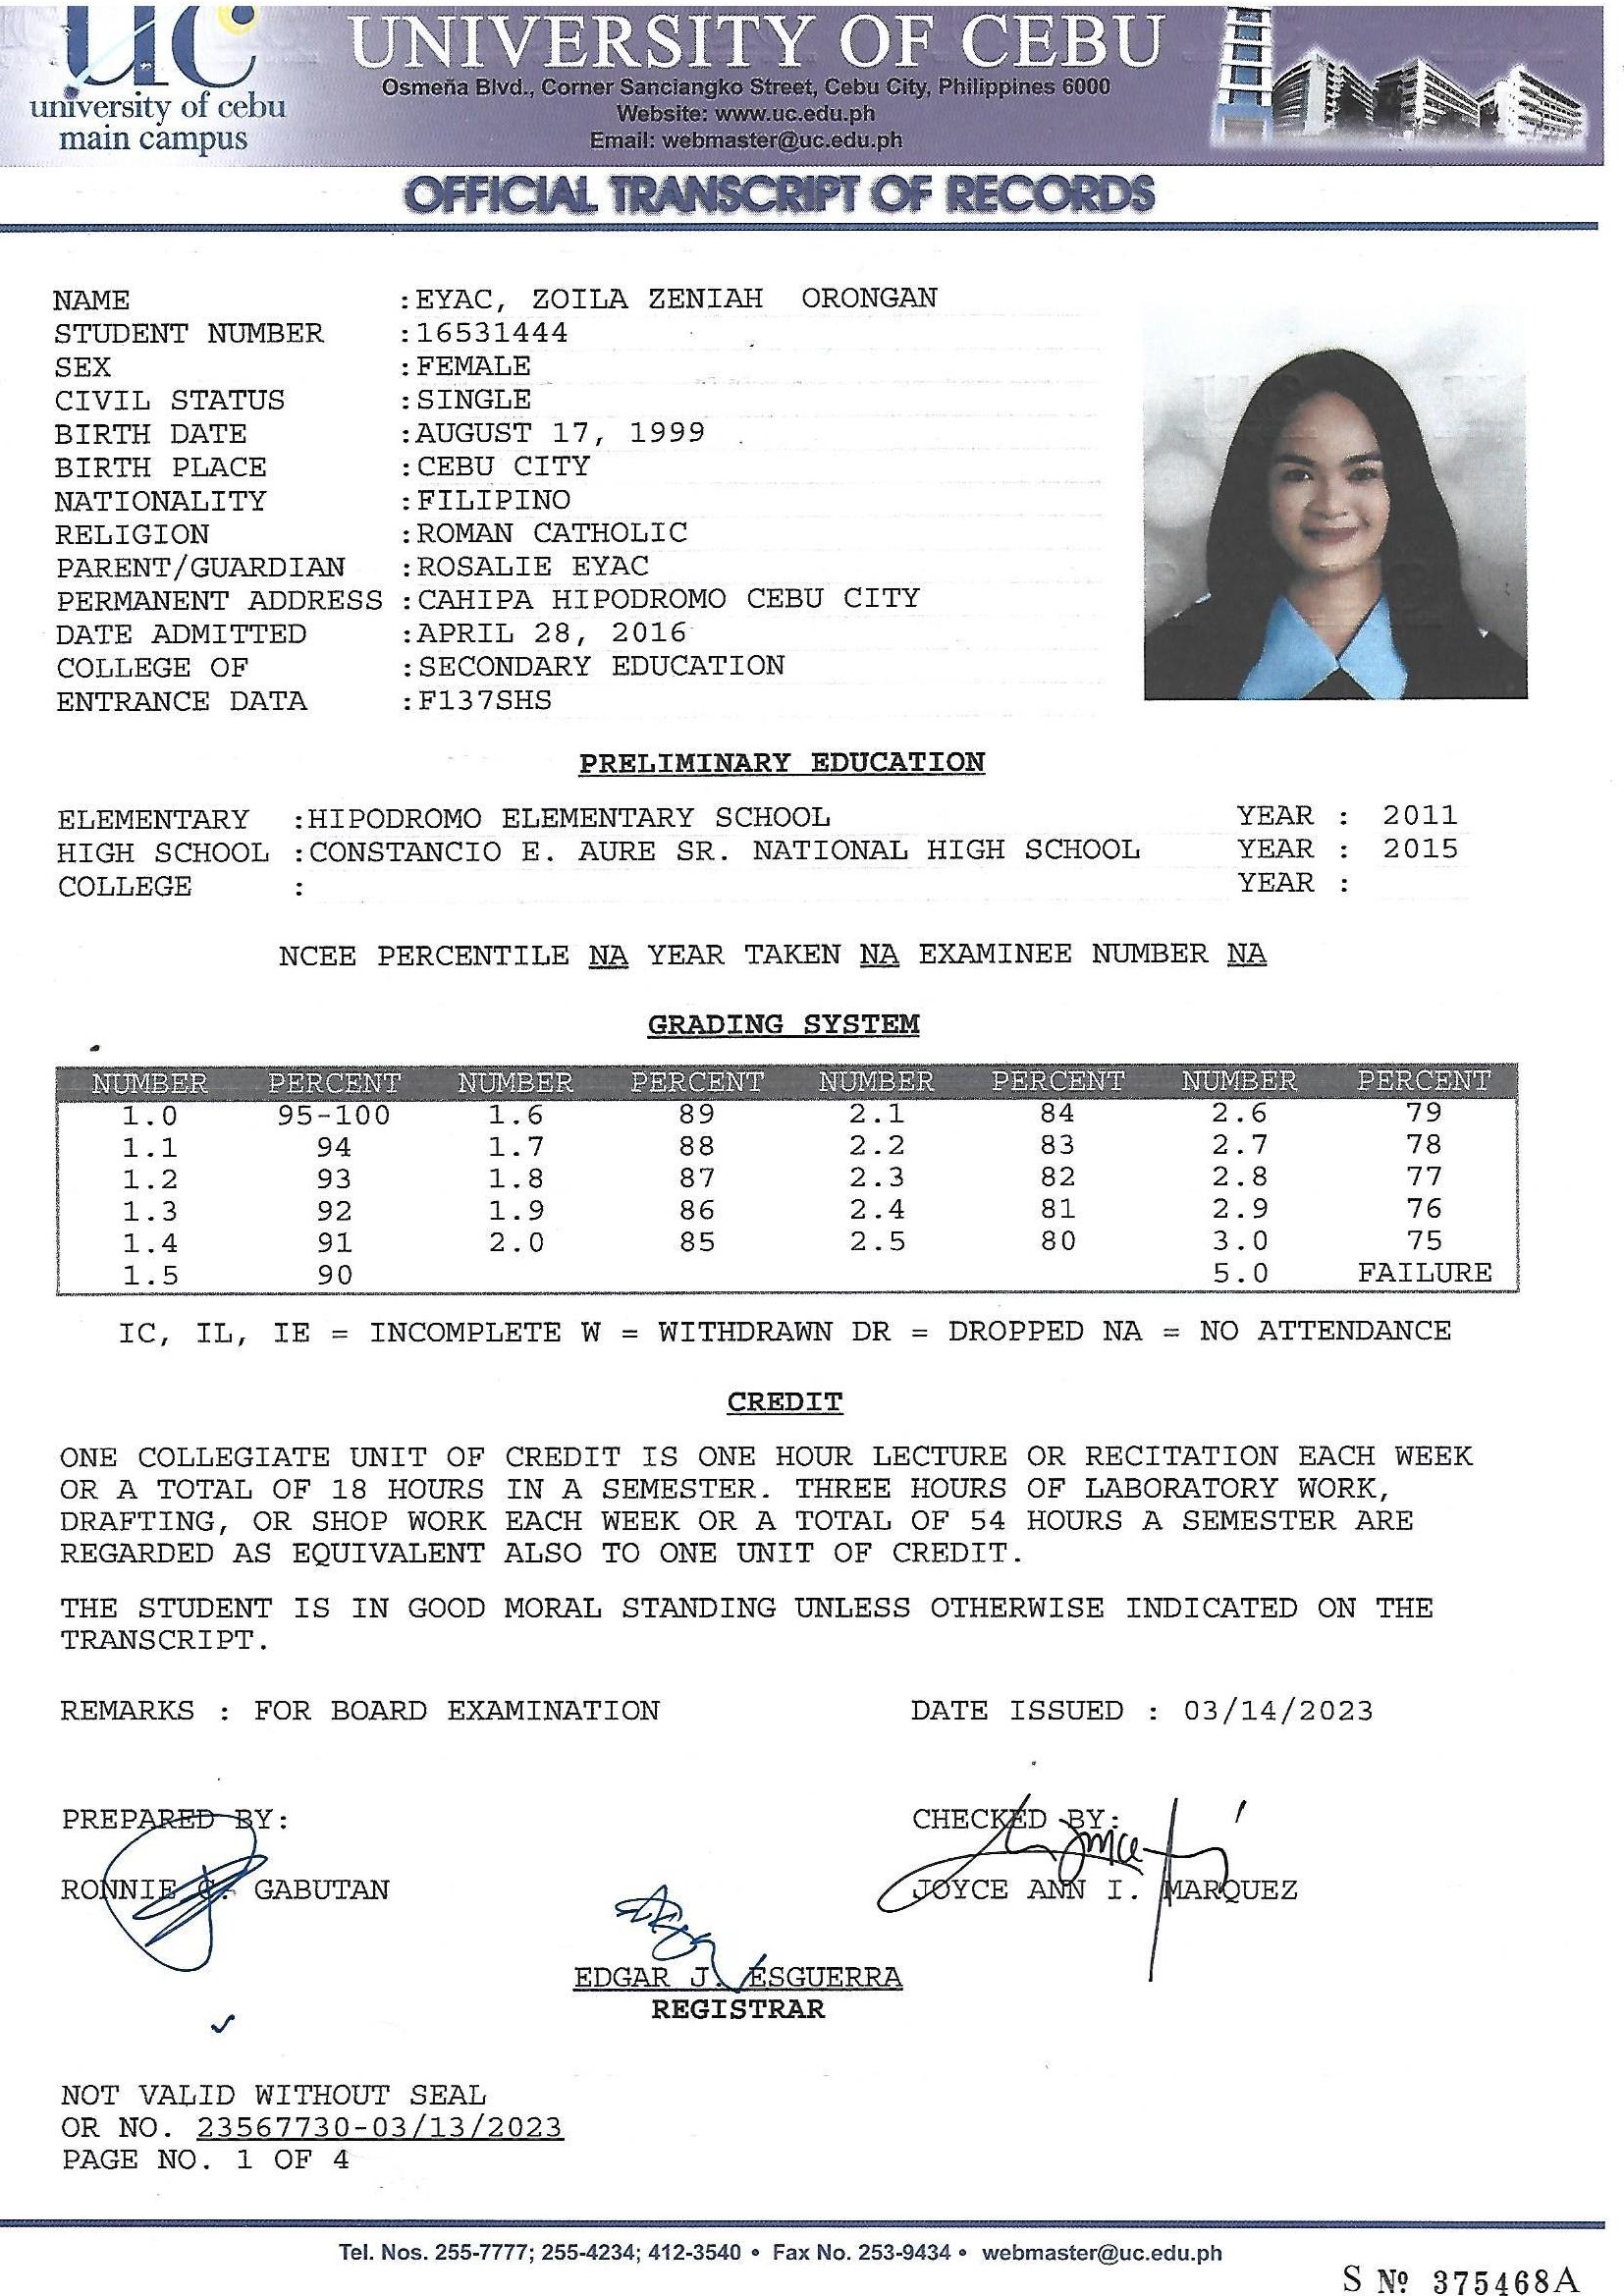 UC
university of cebu
main campus
UNIVERSITY OF CEBU
Osmeña Blvd., Corner Sanciangko Street, Cebu City, Philippines 6000
Website: www.uc.edu.ph
Email: webmaster@uc.edu.ph
OFFICIAL TRANSCRIPT OF RECORDS
NAME :EYAC, ZOILA ZENIAH ORONGAN
STUDENT NUMBER :16531444
SEX :FEMALE
CIVIL STATUS :SINGLE
BIRTH DATE :AUGUST 17, 1999
BIRTH PLACE :CEBU CITY
NATIONALITY :FILIPINO
RELIGION :ROMAN CATHOLIC
PARENT/GUARDIAN :ROSALIE EYAC
PERMANENT ADDRESS :CAHIPA HIPODROMO CEBU CITY
DATE ADMITTED :APRIL 28, 2016
COLLEGE OF :SECONDARY EDUCATION
ENTRANCE DATA :F137SHS
PRELIMINARY EDUCATION
ELEMENTARY :HIPODROMO ELEMENTARY SCHOOL YEAR : 2011
HIGH SCHOOL :CONSTANCIO E. AURE SR. NATIONAL HIGH SCHOOL YEAR : 2015
COLLEGE : YEAR :
NCEE PERCENTILE NA YEAR TAKEN NA EXAMINEE NUMBER NA
GRADING SYSTEM
NUMBER PERCENT NUMBER PERCENT NUMBER PERCENT NUMBER PERCENT
1.0 95-100 1.6 89 2.1 84 2.6 79
1.1 94 1.7 88 2.2 83 2.7 78
1.2 93 1.8 87 2.3 82 2.8 77
1.3 92 1.9 86 2.4 81 2.9 76
1.4 91 2.0 85 2.5 80 3.0 75
1.5 90 5.0 FAILURE
IC, IL, IE = INCOMPLETE W = WITHDRAWN DR = DROPPED NA = NO ATTENDANCE
CREDIT
ONE COLLEGIATE UNIT OF CREDIT IS ONE HOUR LECTURE OR RECITATION EACH WEEK
OR A TOTAL OF 18 HOURS IN A SEMESTER. THREE HOURS OF LABORATORY WORK,
DRAFTING, OR SHOP WORK EACH WEEK OR A TOTAL OF 54 HOURS A SEMESTER ARE
REGARDED AS EQUIVALENT ALSO TO ONE UNIT OF CREDIT.
THE STUDENT IS IN GOOD MORAL STANDING UNLESS OTHERWISE INDICATED ON THE
TRANSCRIPT.
REMARKS : FOR BOARD EXAMINATION DATE ISSUED : 03/14/2023
PREPARED BY: CHECKED BY:
RONNIE C. GABUTAN JOYCE ANN I. MARQUEZ
EDGAR J. ESGUERRA
REGISTRAR
NOT VALID WITHOUT SEAL
OR NO. 23567730-03/13/2023
PAGE NO. 1 OF 4
Tel. Nos. 255-7777; 255-4234; 412-3540 • Fax No. 253-9434 • webmaster@uc.edu.ph
S Nº 375468A